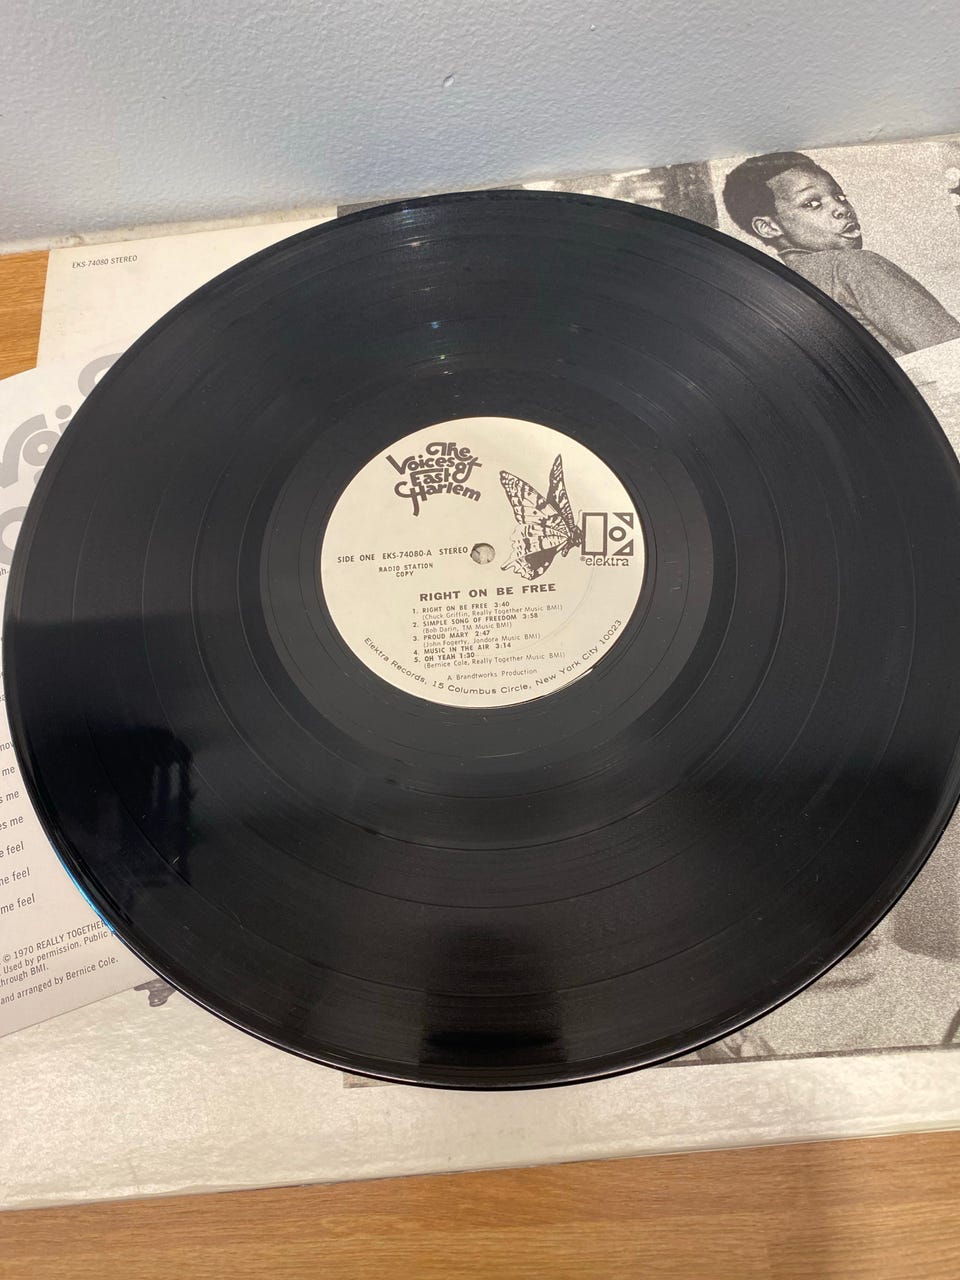 EKS-74080 STEREO
The
Voices of
East
Harlem
SIDE ONE EKS-74080-A STEREO
RADIO STATION
COPY
elektra
RIGHT ON BE FREE
1. RIGHT ON BE FREE 3:40
(Chuck Griffin, Really Together Music BMI)
2. SIMPLE SONG OF FREEDOM 3:58
(Bob Darin, TM Music BMI)
3. PROUD MARY 2:47
(John Fogerty, Jondora Music BMI)
4. MUSIC IN THE AIR 3:14
5. OH YEAH 1:30
(Bernice Cole, Really Together Music BMI)
A Brandtworks Production
Elektra Records, 15 Columbus Circle, New York City 10023
me
s me
es me
e feel
me feel
me feel
© 1970 REALLY TOGETHER
Used by permission. Public
through BMI.
and arranged by Bernice Cole.